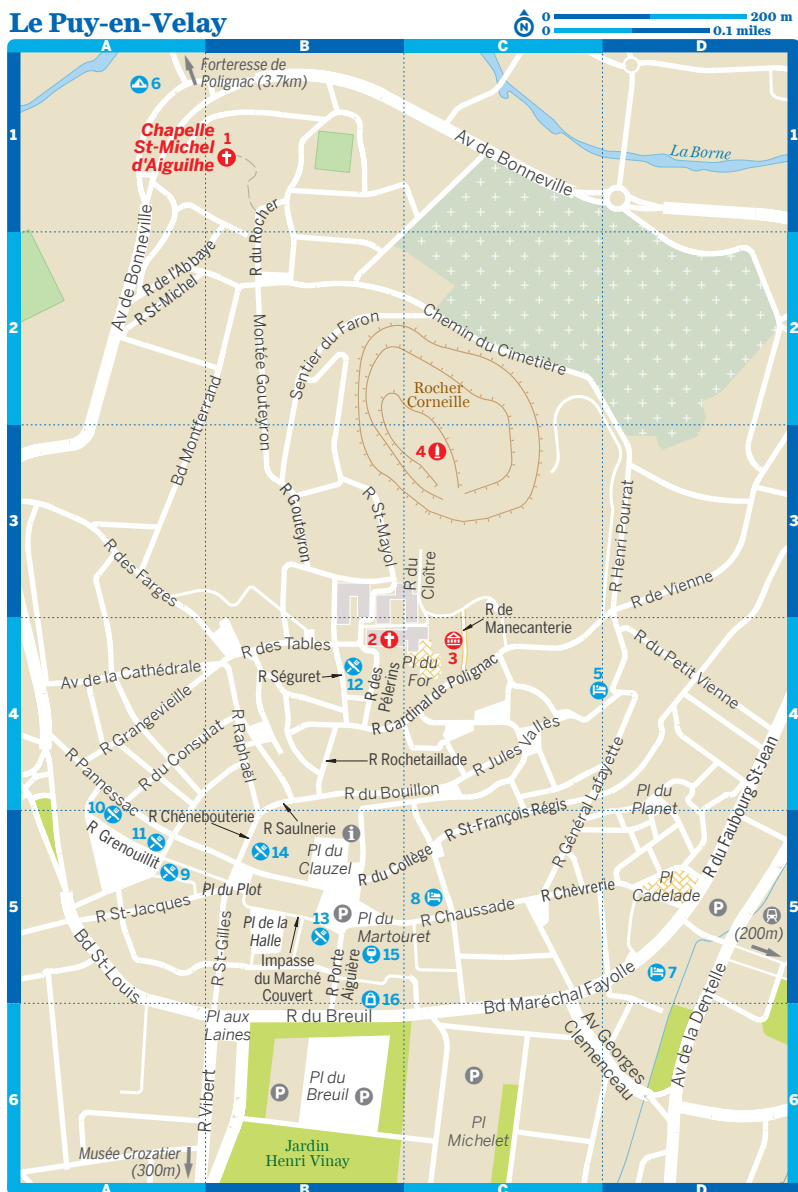 Le Puy-en-Velay
N
0 200 m
0 0.1 miles
A B C D
Forteresse de
Polignac (3.7km)
6
1
1
Chapelle
St-Michel
d'Aiguilhe
1
Av de Bonneville
La Borne
R du Rocher
Av de Bonneville
R de l'Abbaye
R St-Michel
2
2
Montée Gouteyron
Sentier du Faron
Chemin du Cimetière
Rocher
Corneille
Bd Montferrand
4
3
3
R Gouteyron
R St-Mayol
R du
Cloître
R Henri Pourrat
R des Farges
R de Vienne
R de
Manecanterie
2
3
R des Tables
R du Petit Vienne
Av de la Cathédrale
R Séguret
12
R des
Pèlerins
Pl du
For
5
4
4
R Grangevieille
R Cardinal de Polignac
R du Consulat
R Raphaël
R Rochetaillade
R Jules Vallès
R Pannessac
R du Bouillon
R Général Lafayette
Pl du
Planet
R du Faubourg St-Jean
10
R Chènebouterie
R Saulnerie
R St-François Régis
11
R Grenouillit
9
14
Pl du
Clauzel
R du Collège
Pl du Plot
8
R Chèvrerie
Pl
Cadelade
5
5
R St-Jacques
R St-Gilles
Pl de la
Halle
13
P
Pl du
Martouret
R Chaussade
P
(200m)
Impasse
du Marché
Couvert
R Porte
Aiguière
15
7
Bd St-Louis
16
Bd Maréchal Fayolle
Pl aux
Laines
R du Breuil
Av Georges
Clemenceau
Av de la Dentelle
R Vibert
Pl du
Breuil
P
P
P
6
6
Pl
Michelet
Musée Crozatier
(300m)
Jardin
Henri Vinay
A B C D